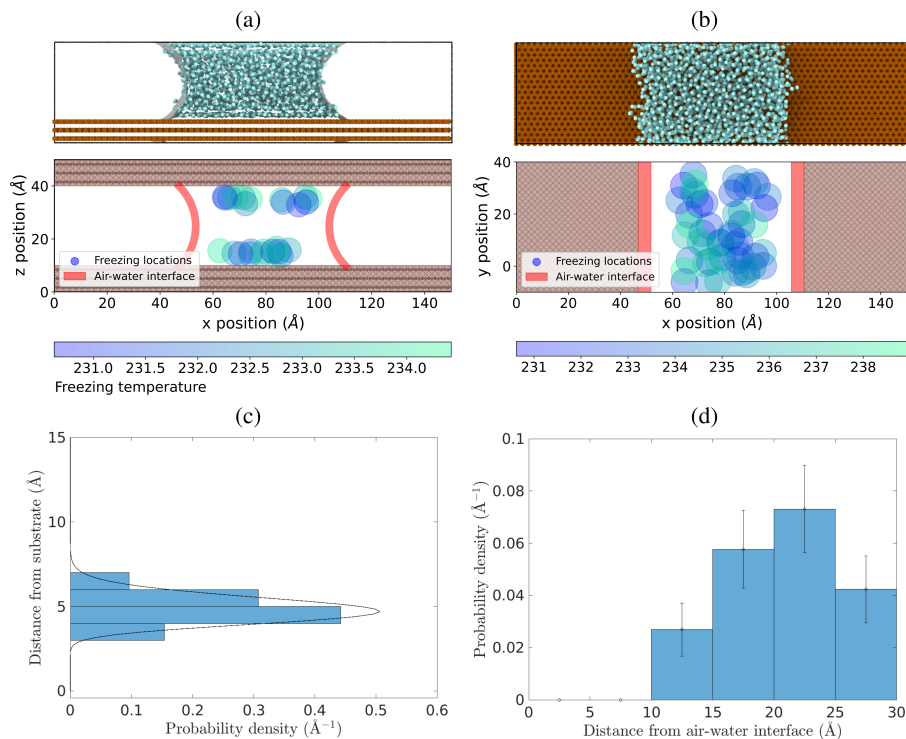 (a)
(b)
z position (Å)
40
20
0
Freezing locations
Air-water interface
0 20 40 60 80 100 120 140
x position (Å)
y position (Å)
40
20
0
Freezing locations
Air-water interface
0 20 40 60 80 100 120 140
x position (Å)
231.0 231.5 232.0 232.5 233.0 233.5 234.0
Freezing temperature
231 232 233 234 235 236 237 238
(c)
(d)
Distance from substrate (Å)
15
10
5
0
0 0.1 0.2 0.3 0.4 0.5 0.6
Probability density (Å⁻¹)
Probability density (Å⁻¹)
0.1
0.08
0.06
0.04
0.02
0
0 5 10 15 20 25 30
Distance from air-water interface (Å)